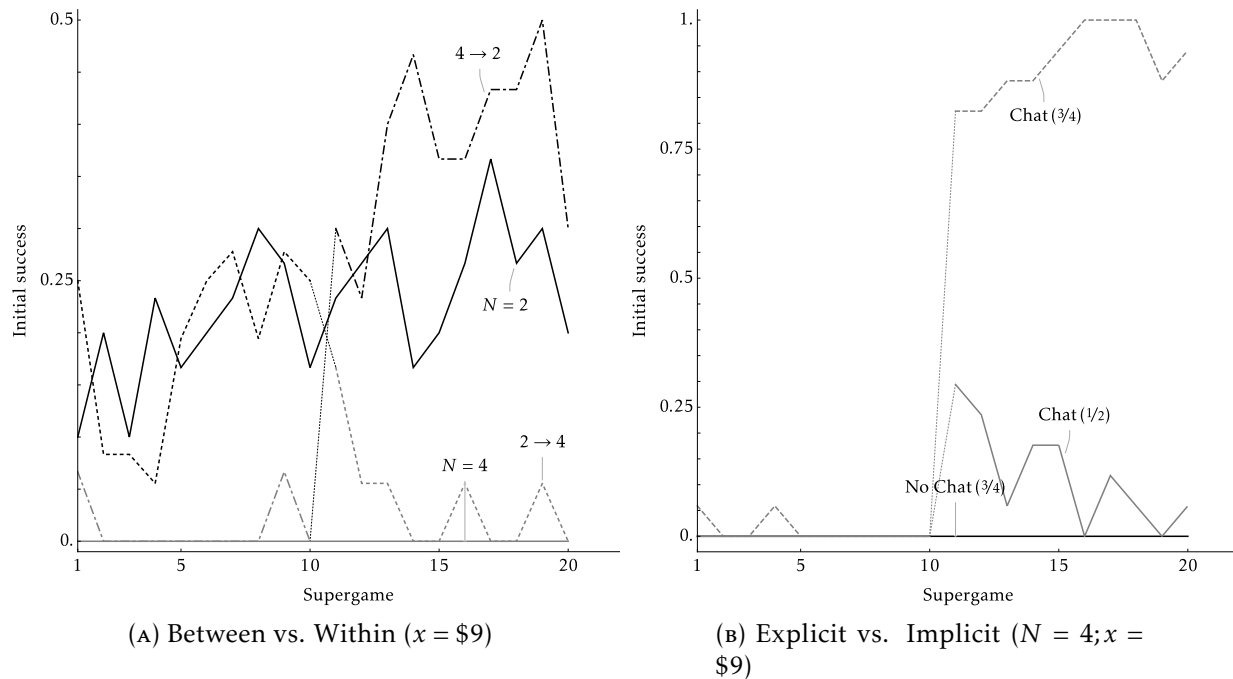 0.5
0.25
0.
Initial success
4 → 2
N = 2
2 → 4
N = 4
1
5
10
15
20
Supergame
(A) Between vs. Within (x = $9)
1.
0.75
0.5
0.25
0.
Initial success
Chat (3/4)
Chat (1/2)
No Chat (3/4)
1
5
10
15
20
Supergame
(B) Explicit vs. Implicit (N = 4; x =
$9)